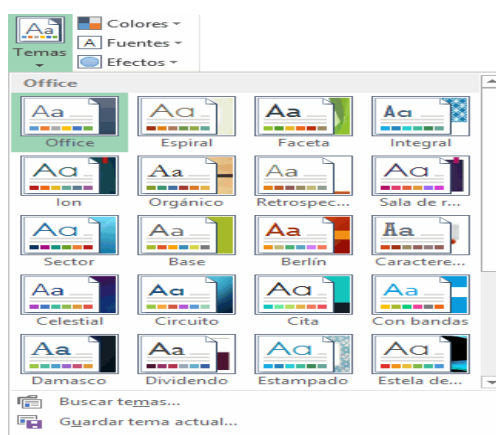 Aa Colores
A Fuentes
Temas
Efectos
Office
Aa Aa Aa Aa
Office Espiral Faceta Integral
Aa Aa Aa Aa
Ion Orgánico Retrospec... Sala de r...
Aa Aa Aa Aa
Sector Base Berlín Caractere...
Aa Aa Aa Aa
Celestial Circuito Cita Con bandas
Aa Aa Aa Aa
Damasco Dividendo Estampado Estela de...
Buscar temas...
Guardar tema actual...